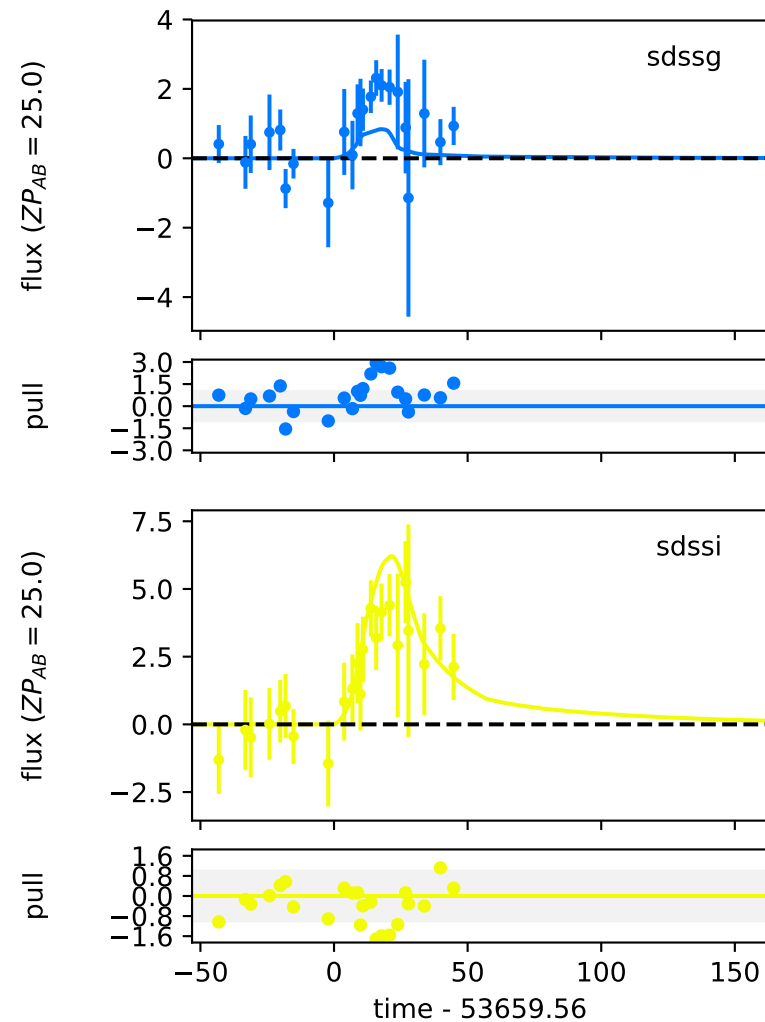 4
2
0
−2
−4
flux (ZP_AB = 25.0)
sdssg
3.0
1.5
0.0
−1.5
−3.0
pull
7.5
5.0
2.5
0.0
−2.5
flux (ZP_AB = 25.0)
sdssi
1.6
0.8
0.0
−0.8
−1.6
pull
−50 0 50 100 150
time - 53659.56